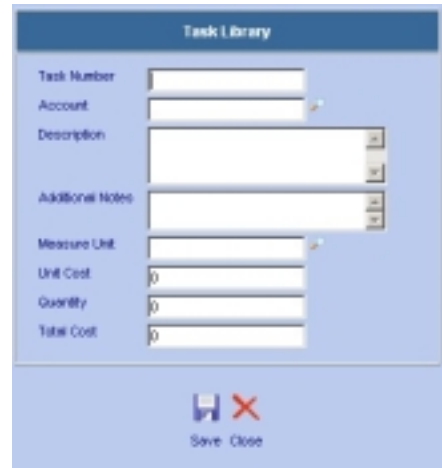 Task Library
Task Number
Account
Description
Additional Notes
Measure Unit
Unit Cost 0
Quantity 0
Total Cost 0
Save Close